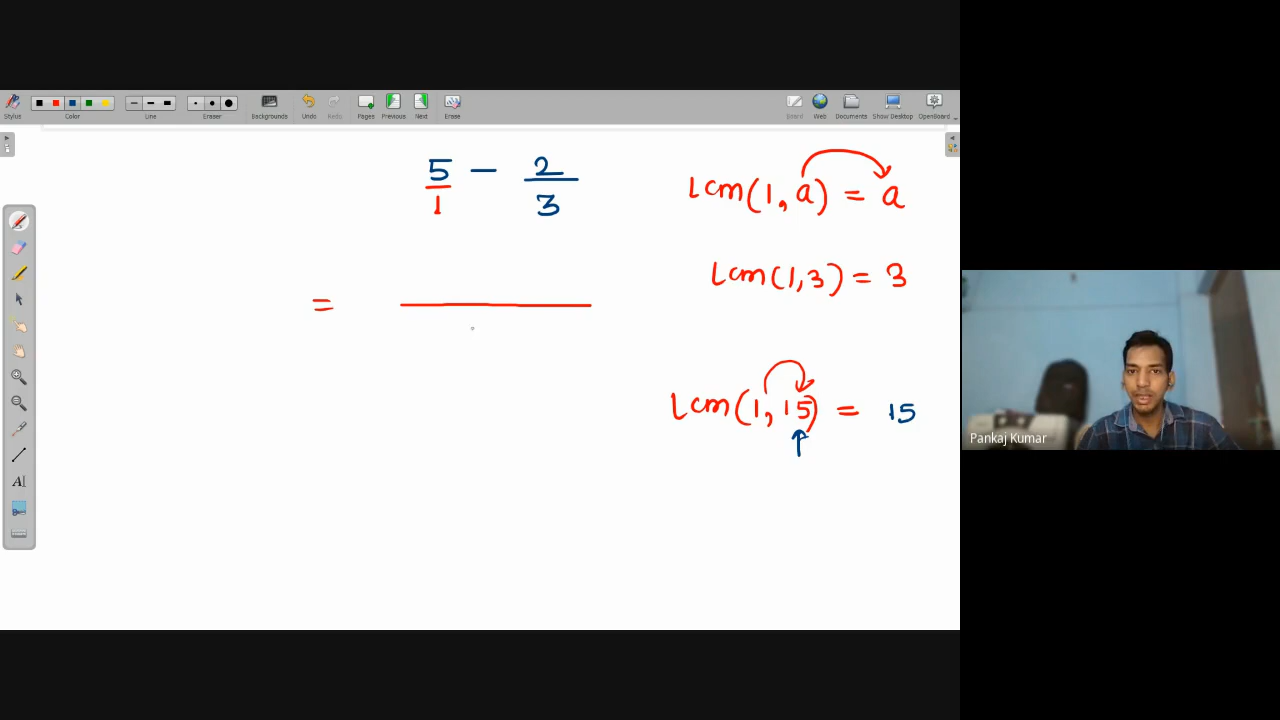 Stylus Color Line Eraser Backgrounds Undo Redo Pages Previous Next Erase Board Web Documents Show Desktop OpenBoard
5/1 - 2/3
lcm(1, a) = a
lcm(1,3) = 3
=
lcm(1, 15) = 15
Pankaj Kumar